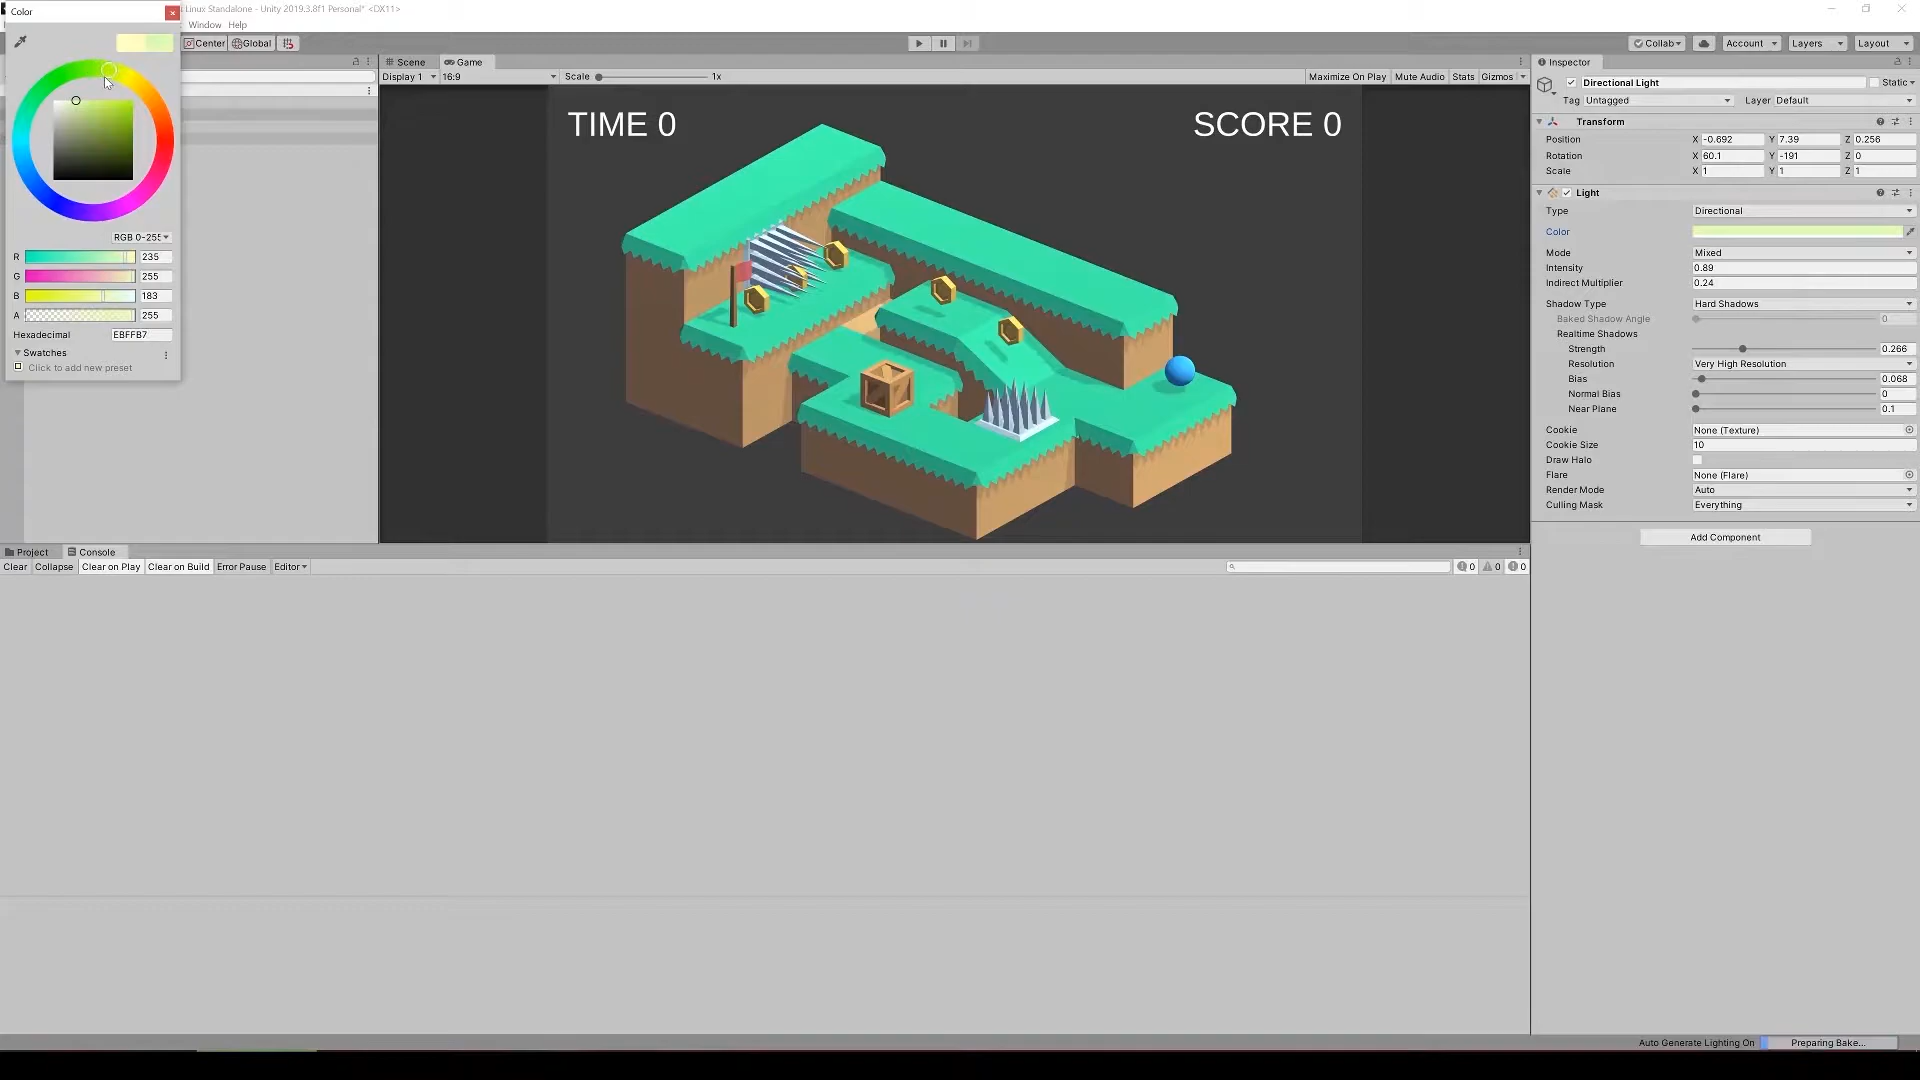 Color
Linux Standalone - Unity 2019.3.8f1 Personal* <DX11>
Window Help
Center Global
Collab Account Layers Layout
Scene Game
Display 1 16:9 Scale 1x Maximize On Play Mute Audio Stats Gizmos
TIME 0 SCORE 0
RGB 0-255
R 235
G 255
B 183
A 255
Hexadecimal EBFFB7
Swatches
Click to add new preset
Inspector
Directional Light Static
Tag Untagged Layer Default
Transform
Position X -0.692 Y 7.39 Z 0.256
Rotation X 60.1 Y -191 Z 0
Scale X 1 Y 1 Z 1
Light
Type Directional
Color
Mode Mixed
Intensity 0.89
Indirect Multiplier 0.24
Shadow Type Hard Shadows
Baked Shadow Angle 0
Realtime Shadows
Strength 0.266
Resolution Very High Resolution
Bias 0.068
Normal Bias 0
Near Plane 0.1
Cookie None (Texture)
Cookie Size 10
Draw Halo
Flare None (Flare)
Render Mode Auto
Culling Mask Everything
Add Component
Project Console
Clear Collapse Clear on Play Clear on Build Error Pause Editor 0 0 0
Auto Generate Lighting On Preparing Bake...